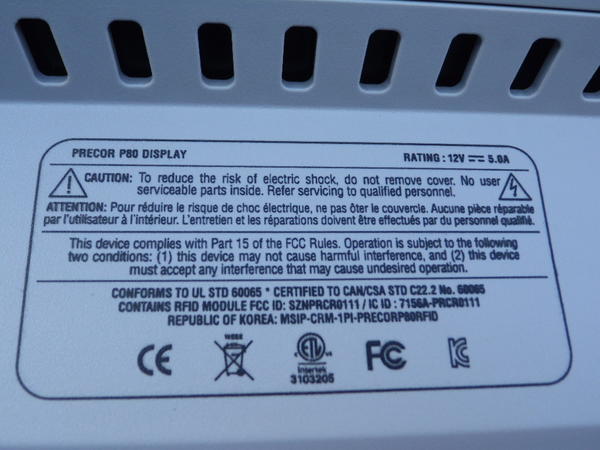 PRECOR P80 DISPLAY
RATING: 12V ⎓ 5.0A
CAUTION: To reduce the risk of electric shock, do not remove cover. No user
serviceable parts inside. Refer servicing to qualified personnel.
ATTENTION: Pour réduire le risque de choc électrique, ne pas ôter le couvercle. Aucune pièce réparable
par l'utilisateur à l'intérieur. L'entretien et les réparations doivent être effectués par du personnel qualifié.
This device complies with Part 15 of the FCC Rules. Operation is subject to the following
two conditions: (1) this device may not cause harmful interference, and (2) this device
must accept any interference that may cause undesired operation.
CONFORMS TO UL STD 60065 * CERTIFIED TO CAN/CSA STD C22.2 No. 60065
CONTAINS RFID MODULE FCC ID: SZNPRCR0111 / IC ID: 7156A-PRCR0111
REPUBLIC OF KOREA: MSIP-CRM-1PI-PRECORP80RFID
CE
WEEE
ETL
Intertek
3103205
FC
KC